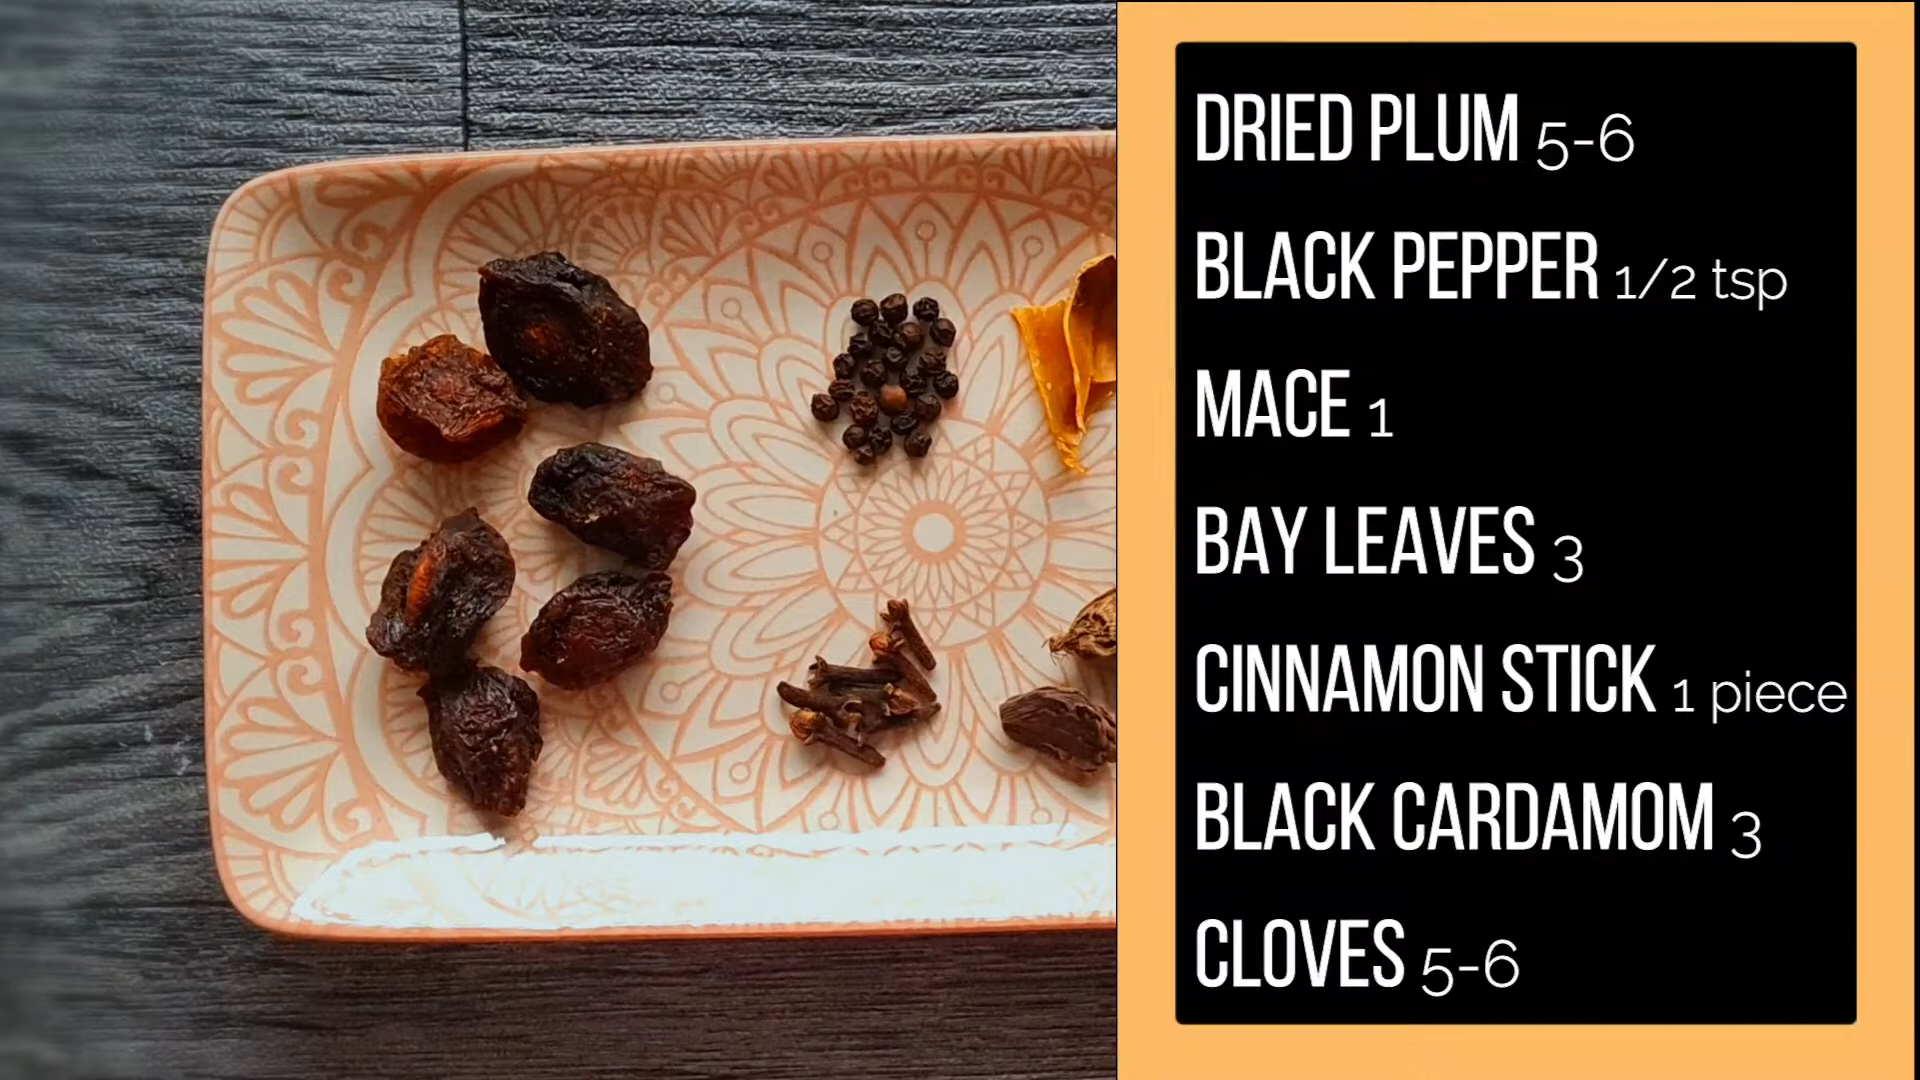 DRIED PLUM 5-6
BLACK PEPPER 1/2 tsp
MACE 1
BAY LEAVES 3
CINNAMON STICK 1 piece
BLACK CARDAMOM 3
CLOVES 5-6